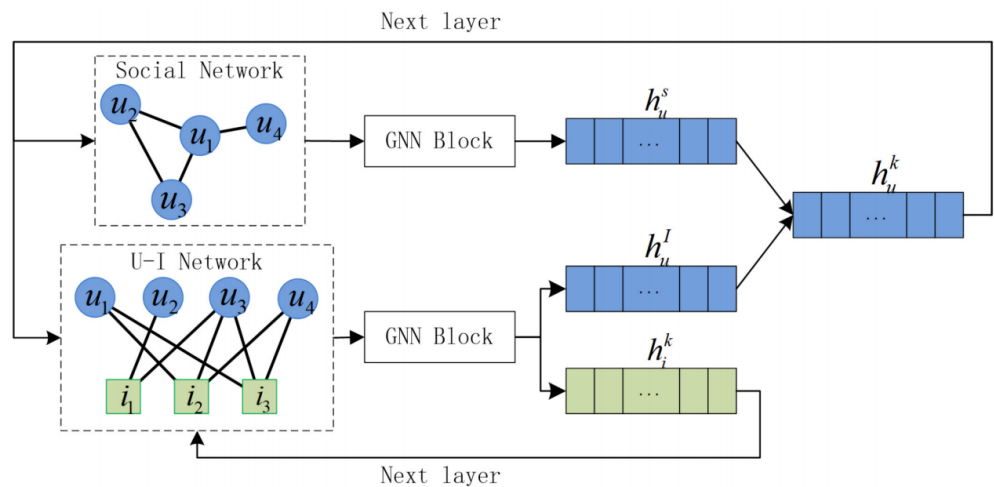 Next layer
Social Network
u2 u1 u4 u3
GNN Block
h_u^s
...
h_u^k
...
U-I Network
u1 u2 u3 u4
i1 i2 i3
GNN Block
h_u^I
...
h_i^k
...
Next layer